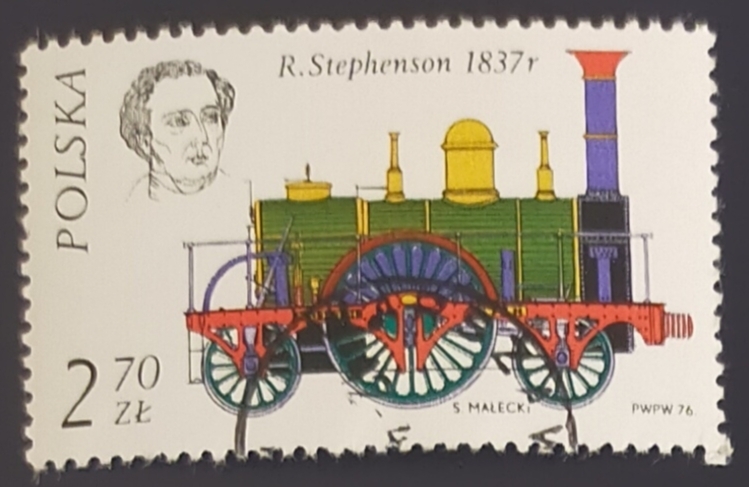 R. Stephenson 1837r
POLSKA
2 70
ZŁ
S. MAŁECKI
PWPW 76.